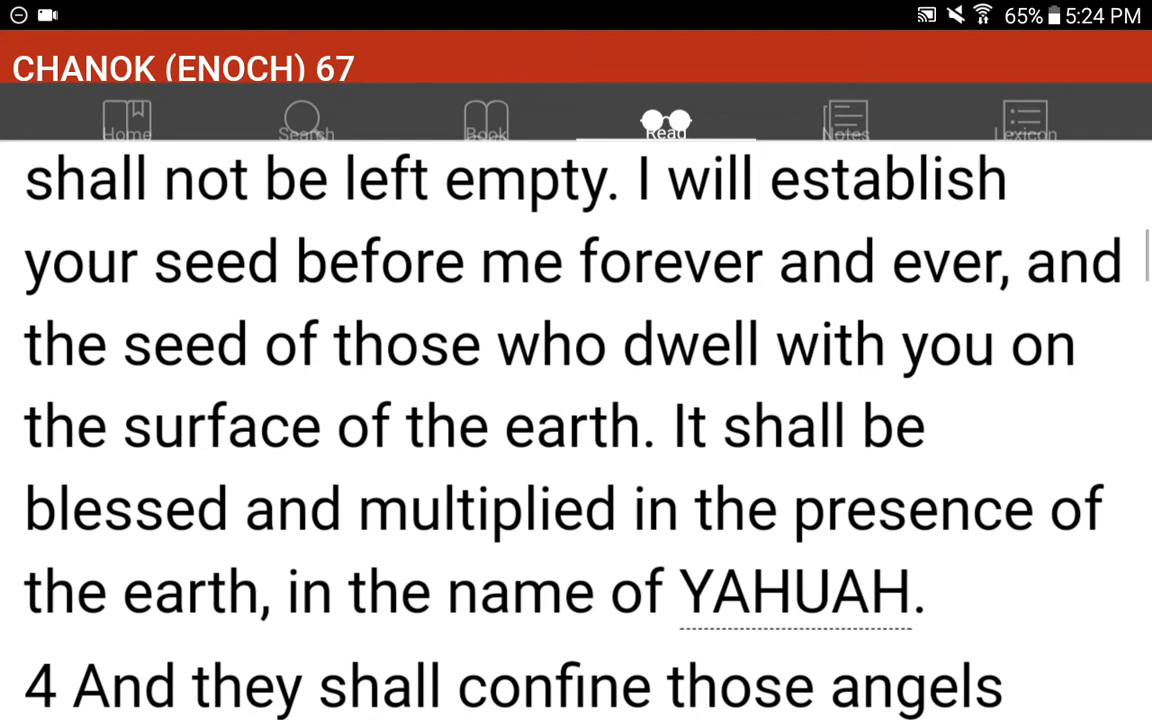 65% 5:24 PM
CHANOK (ENOCH) 67
Home Search Book Read Notes Lexicon
shall not be left empty. I will establish
your seed before me forever and ever, and
the seed of those who dwell with you on
the surface of the earth. It shall be
blessed and multiplied in the presence of
the earth, in the name of YAHUAH.
4 And they shall confine those angels